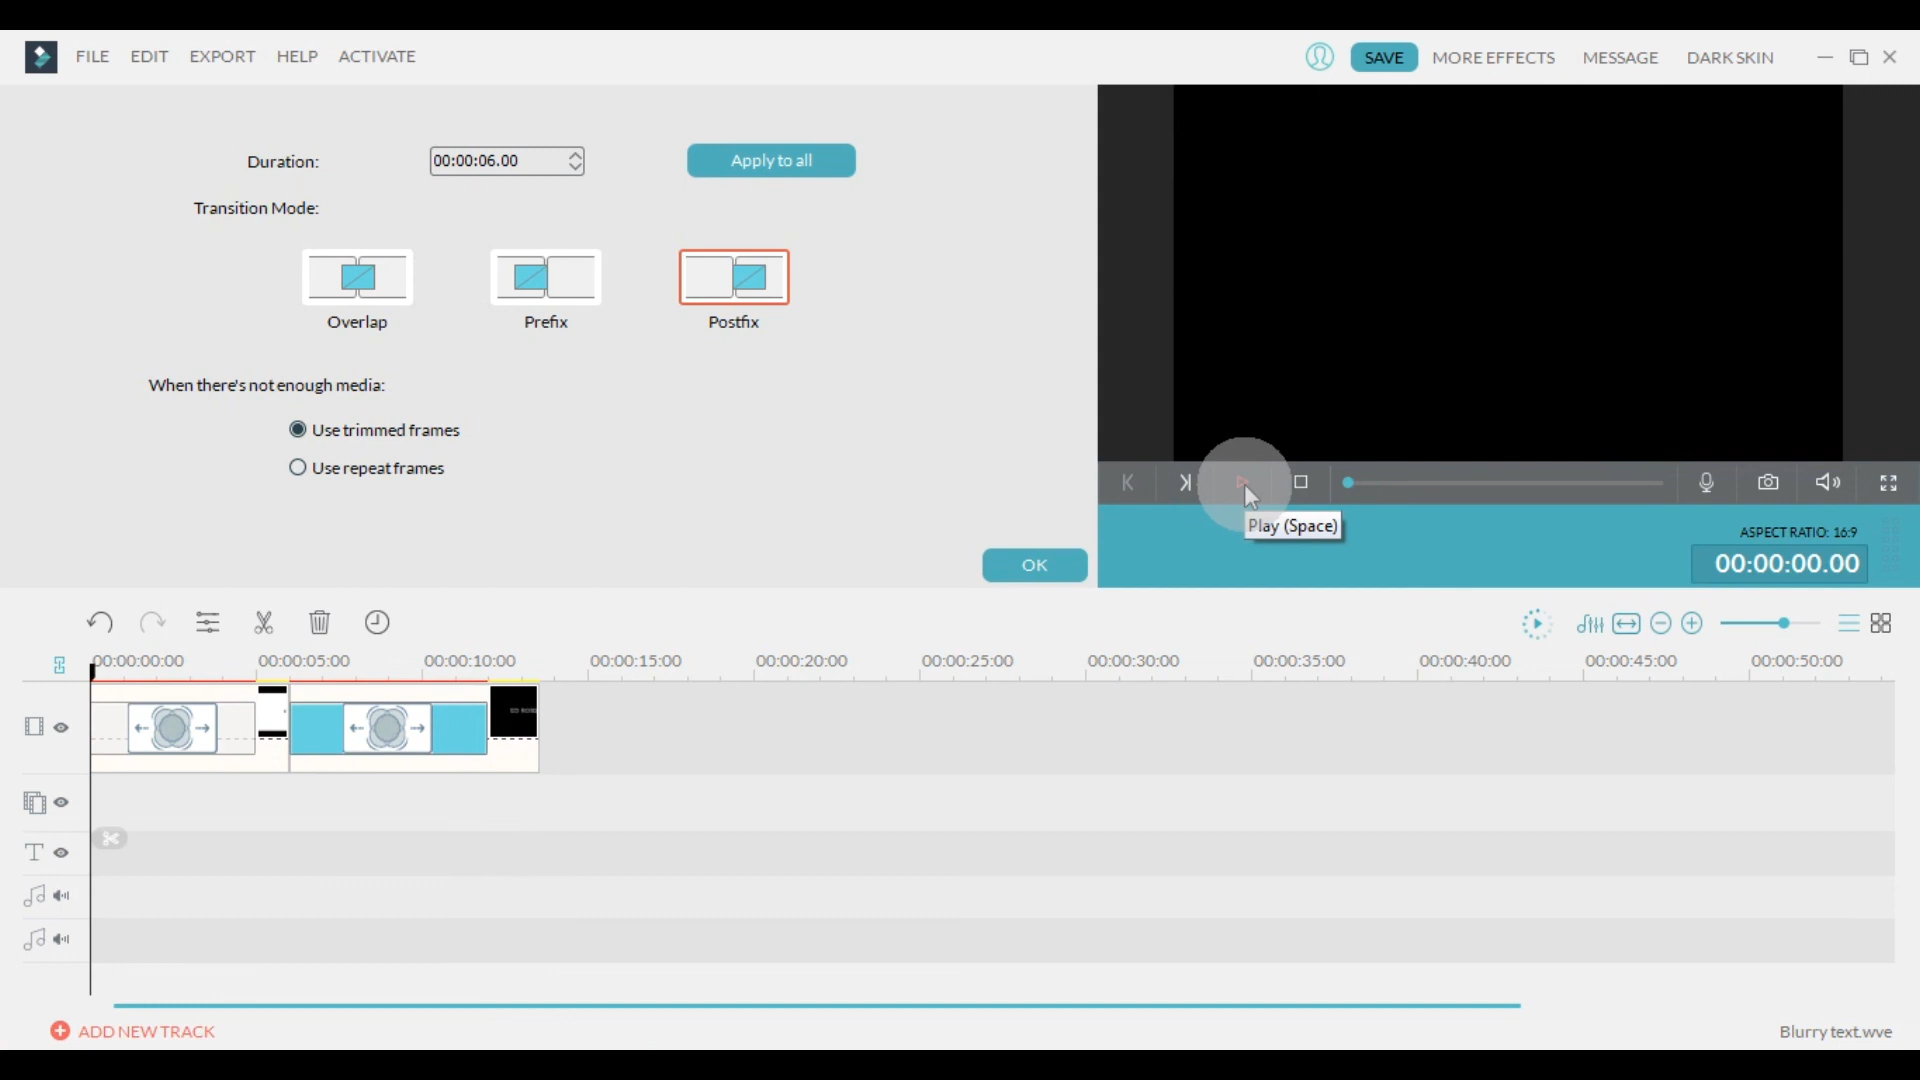 FILE EDIT EXPORT HELP ACTIVATE
SAVE MORE EFFECTS MESSAGE DARK SKIN
Duration: 00:00:06.00 Apply to all
Transition Mode:
Overlap Prefix Postfix
When there's not enough media:
Use trimmed frames
Use repeat frames
OK
Play (Space)
ASPECT RATIO: 16:9
00:00:00.00
00:00:00:00 00:00:05:00 00:00:10:00 00:00:15:00 00:00:20:00 00:00:25:00 00:00:30:00 00:00:35:00 00:00:40:00 00:00:45:00 00:00:50:00
ADD NEW TRACK
Blurry text.wve